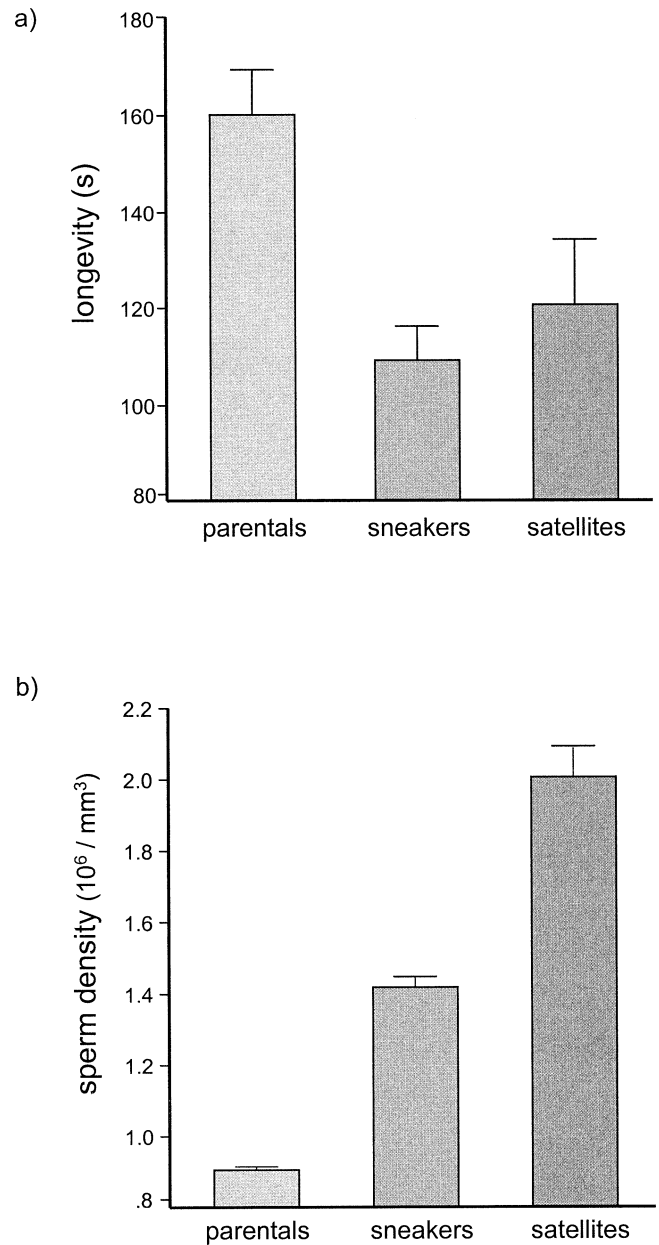 a)
180
160
140
120
100
80
longevity (s)
parentals sneakers satellites
b)
2.2
2.0
1.8
1.6
1.4
1.2
1.0
.8
sperm density (10⁶ / mm³)
parentals sneakers satellites